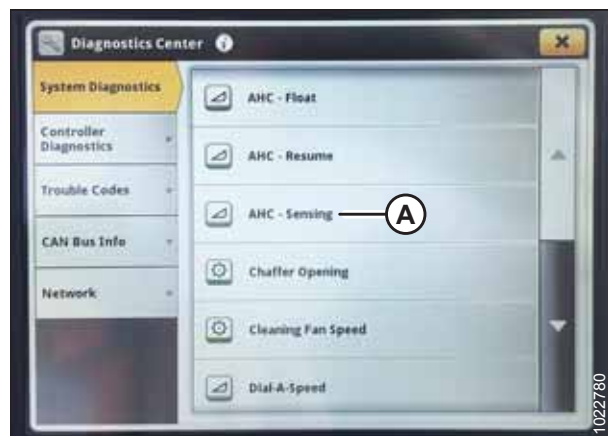 Diagnostics Center
System Diagnostics
Controller
Diagnostics
Trouble Codes
CAN Bus Info
Network
AHC - Float
AHC - Resume
AHC - Sensing
A
Chaffer Opening
Cleaning Fan Speed
Dial-A-Speed
1022780